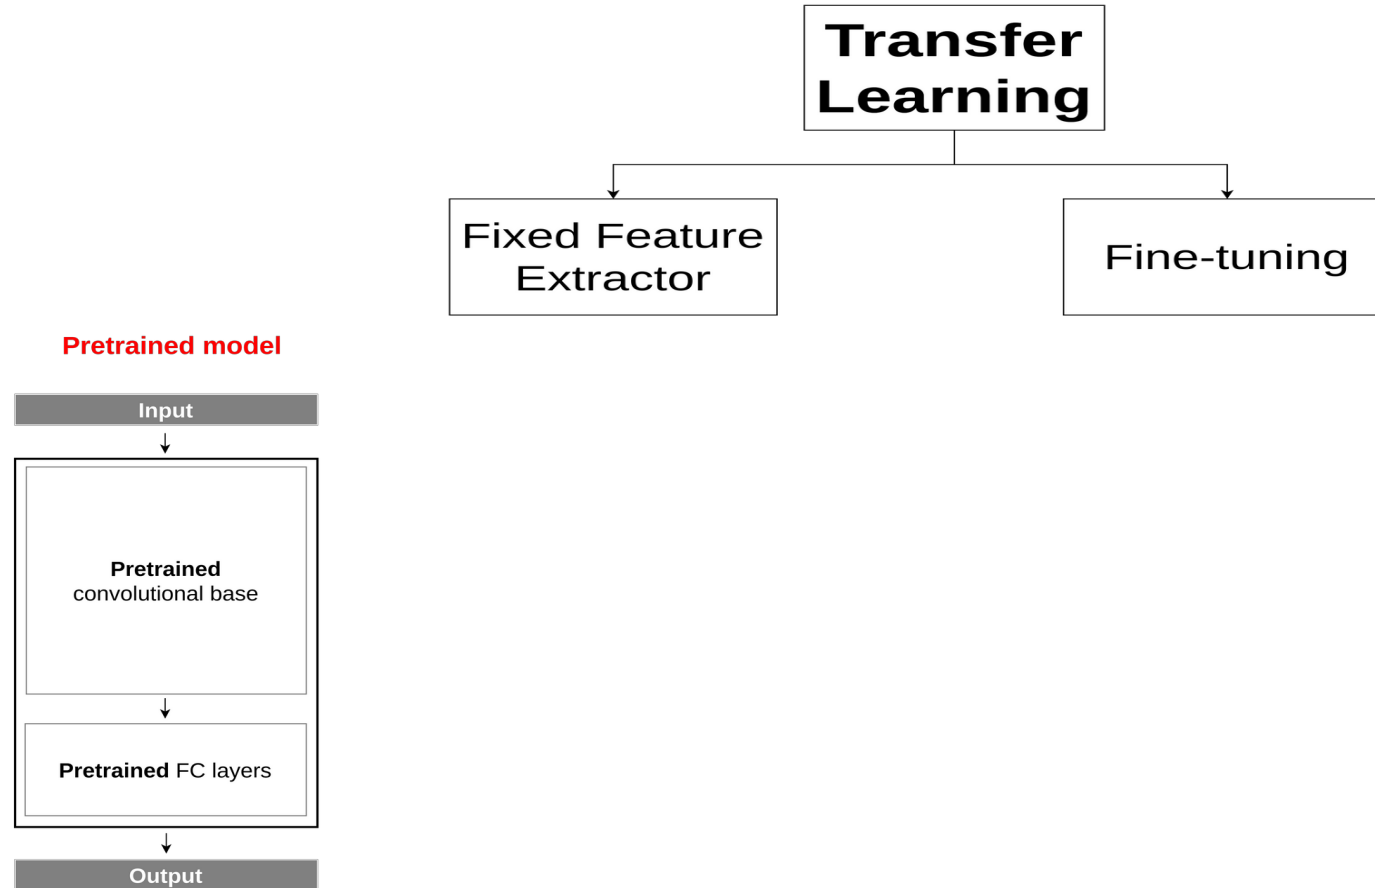 Transfer
Learning
Fixed Feature
Extractor
Fine-tuning
Pretrained model
Input
Pretrained
convolutional base
Pretrained FC layers
Output